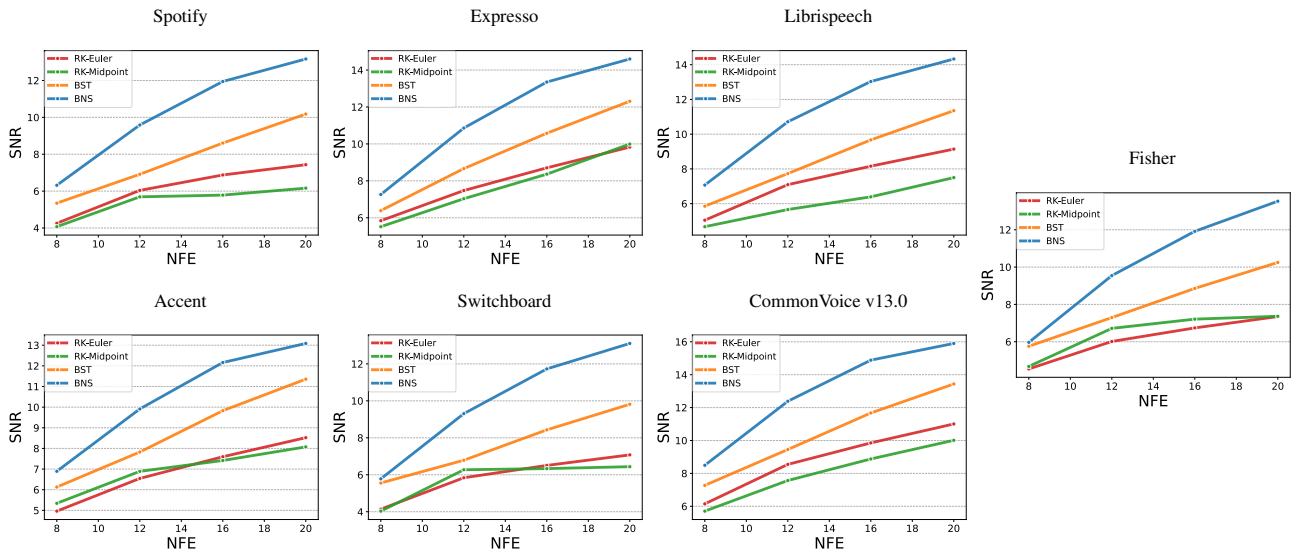 Spotify
12
10
8
6
4
SNR
RK-Euler
RK-Midpoint
BST
BNS
8 10 12 14 16 18 20
NFE
Expresso
14
12
10
8
6
SNR
RK-Euler
RK-Midpoint
BST
BNS
8 10 12 14 16 18 20
NFE
Librispeech
14
12
10
8
6
SNR
RK-Euler
RK-Midpoint
BST
BNS
8 10 12 14 16 18 20
NFE
Fisher
12
10
8
6
SNR
RK-Euler
RK-Midpoint
BST
BNS
8 10 12 14 16 18 20
NFE
Accent
13
12
11
10
9
8
7
6
5
SNR
RK-Euler
RK-Midpoint
BST
BNS
8 10 12 14 16 18 20
NFE
Switchboard
12
10
8
6
4
SNR
RK-Euler
RK-Midpoint
BST
BNS
8 10 12 14 16 18 20
NFE
CommonVoice v13.0
16
14
12
10
8
6
SNR
RK-Euler
RK-Midpoint
BST
BNS
8 10 12 14 16 18 20
NFE